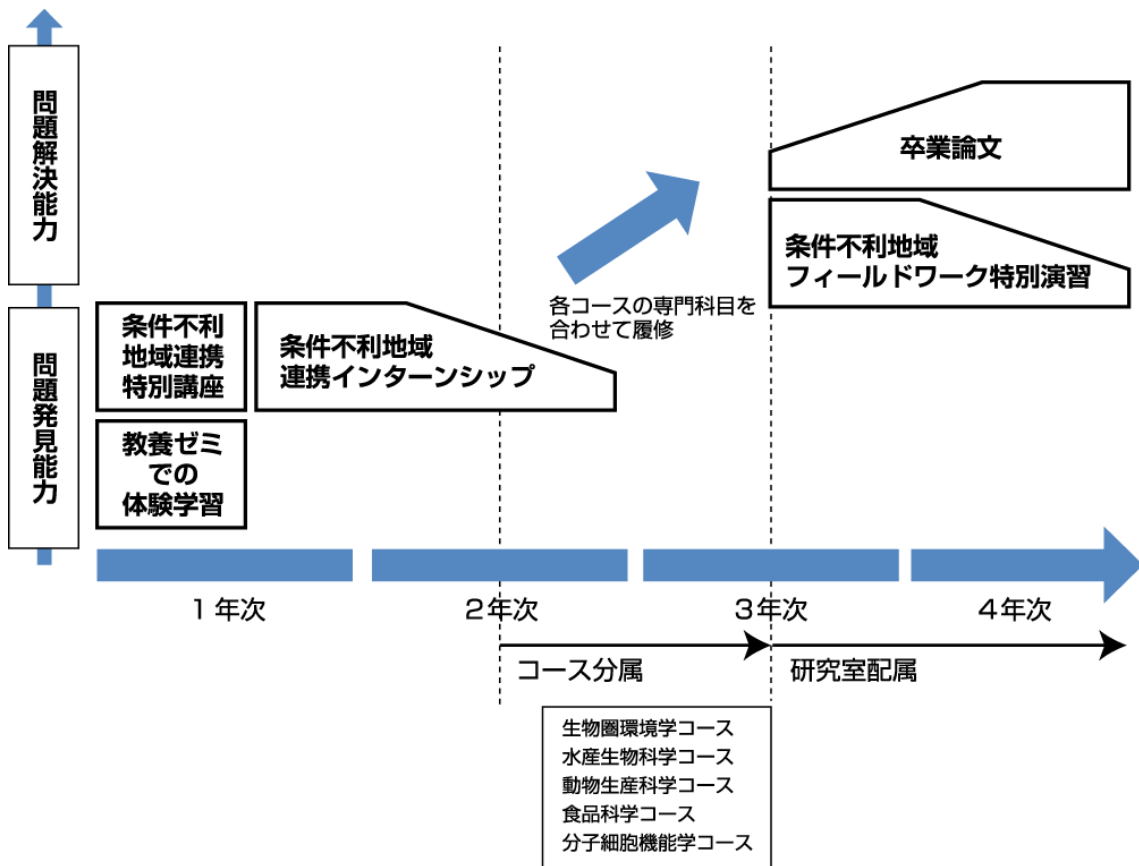 問題解決能力
問題発見能力
卒業論文
条件不利地域
フィールドワーク特別演習
各コースの専門科目を
合わせて履修
条件不利
地域連携
特別講座
条件不利地域
連携インターンシップ
教養ゼミ
での
体験学習
1年次
2年次
3年次
4年次
コース分属
研究室配属
生物圏環境学コース
水産生物科学コース
動物生産科学コース
食品科学コース
分子細胞機能学コース